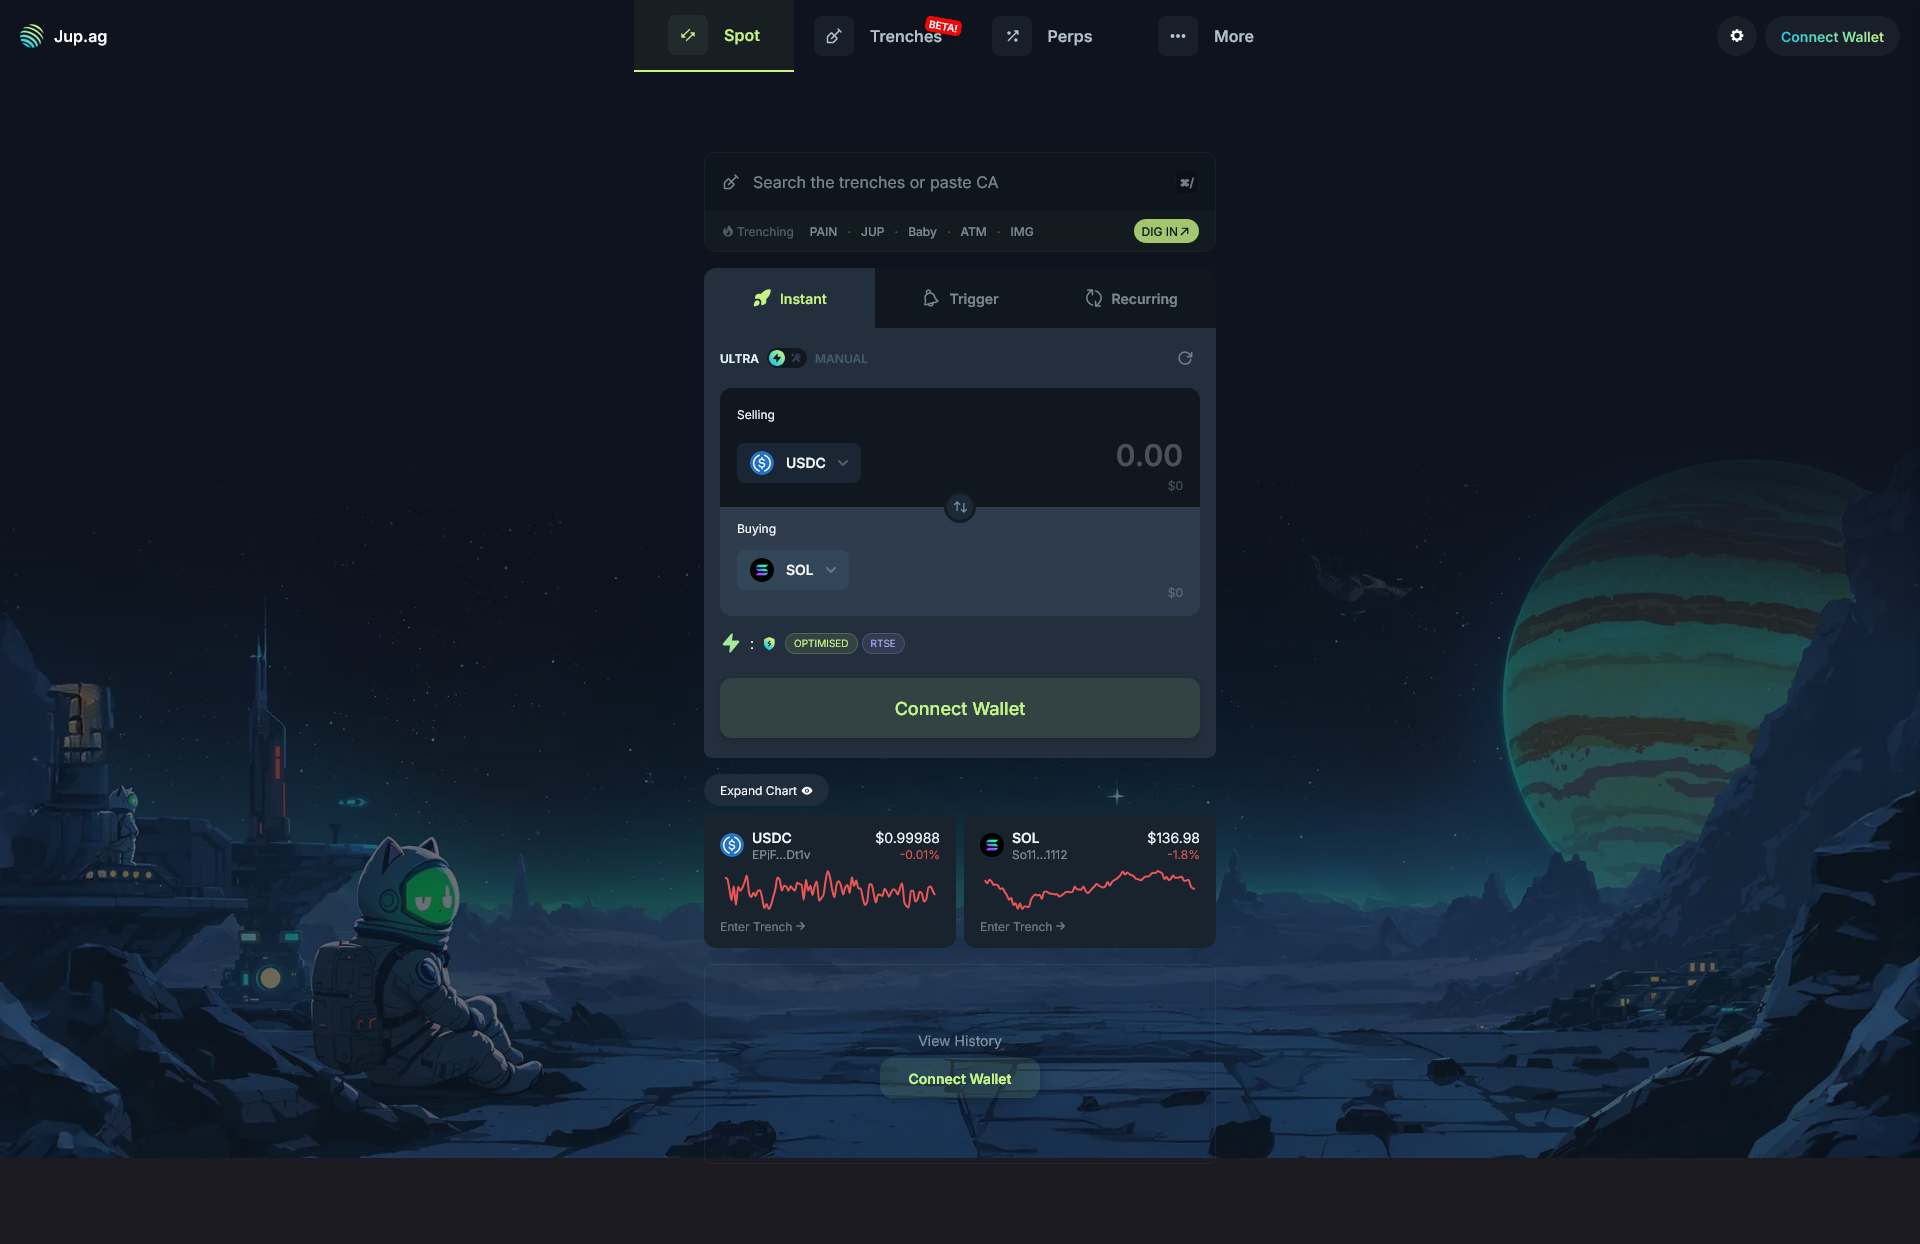 Jup.ag
Spot
Trenches
BETA!
Perps
More
Connect Wallet
Search the trenches or paste CA
⌘/
Trenching PAIN · JUP · Baby · ATM · IMG
DIG IN
Instant
Trigger
Recurring
ULTRA
MANUAL
Selling
USDC
0.00
$0
Buying
SOL
$0
:
OPTIMISED
RTSE
Connect Wallet
Expand Chart
USDC $0.99988
EPjF...Dt1v -0.01%
Enter Trench →
SOL $136.98
So11...1112 -1.8%
Enter Trench →
View History
Connect Wallet